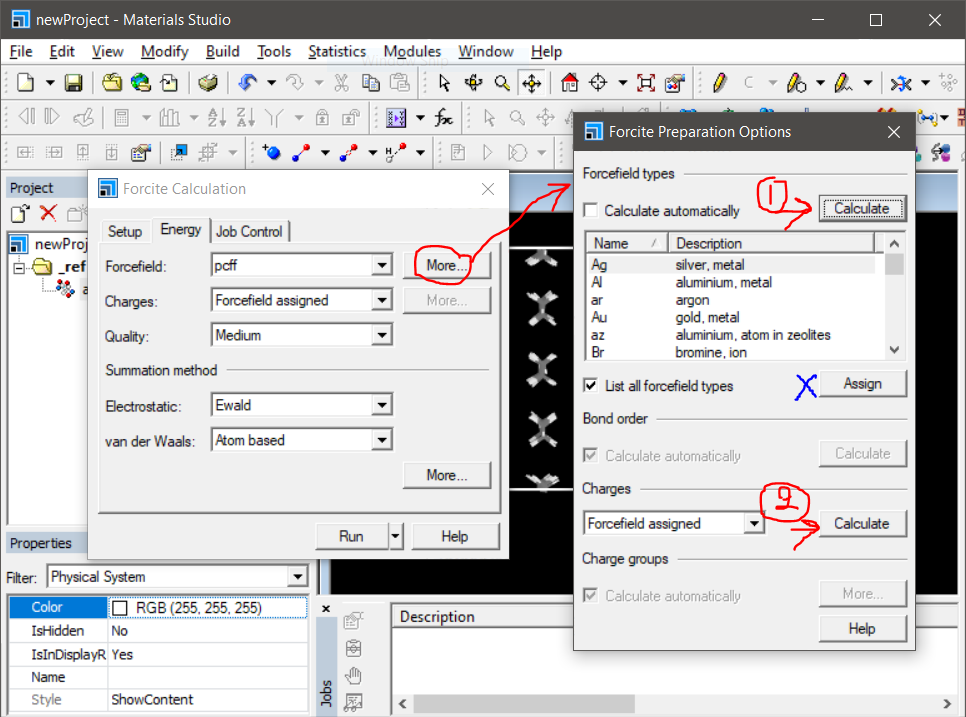 newProject - Materials Studio
File Edit View Modify Build Tools Statistics Modules Window Help
Project
newProj
_ref
a
Forcite Calculation
Setup Energy Job Control
Forcefield: pcff More...
Charges: Forcefield assigned More...
Quality: Medium
Summation method
Electrostatic: Ewald
van der Waals: Atom based
More...
Run Help
Forcite Preparation Options
Forcefield types
1
Calculate automatically Calculate
Name / Description
Ag silver, metal
Al aluminium, metal
ar argon
Au gold, metal
az aluminium, atom in zeolites
Br bromine, ion
List all forcefield types X Assign
Bond order
Calculate automatically Calculate
Charges
2
Forcefield assigned Calculate
Charge groups
Calculate automatically More...
Help
Properties
Filter: Physical System
Color RGB (255, 255, 255)
IsHidden No
IsInDisplayR Yes
Name
Style ShowContent
Jobs
Description